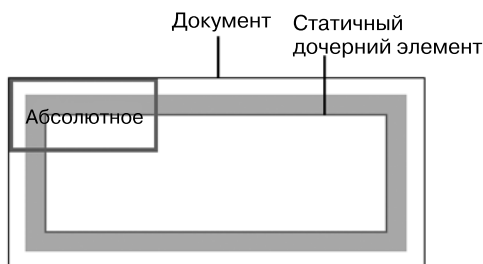 Документ
Статичный
дочерний элемент
Абсолютное